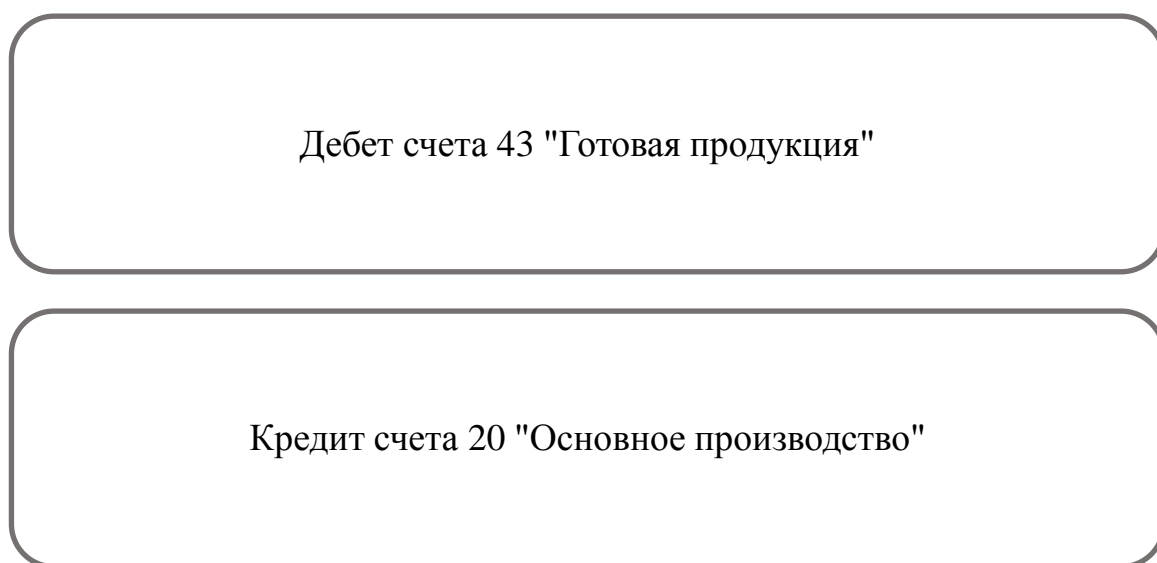 Дебет счета 43 "Готовая продукция"
Кредит счета 20 "Основное производство"